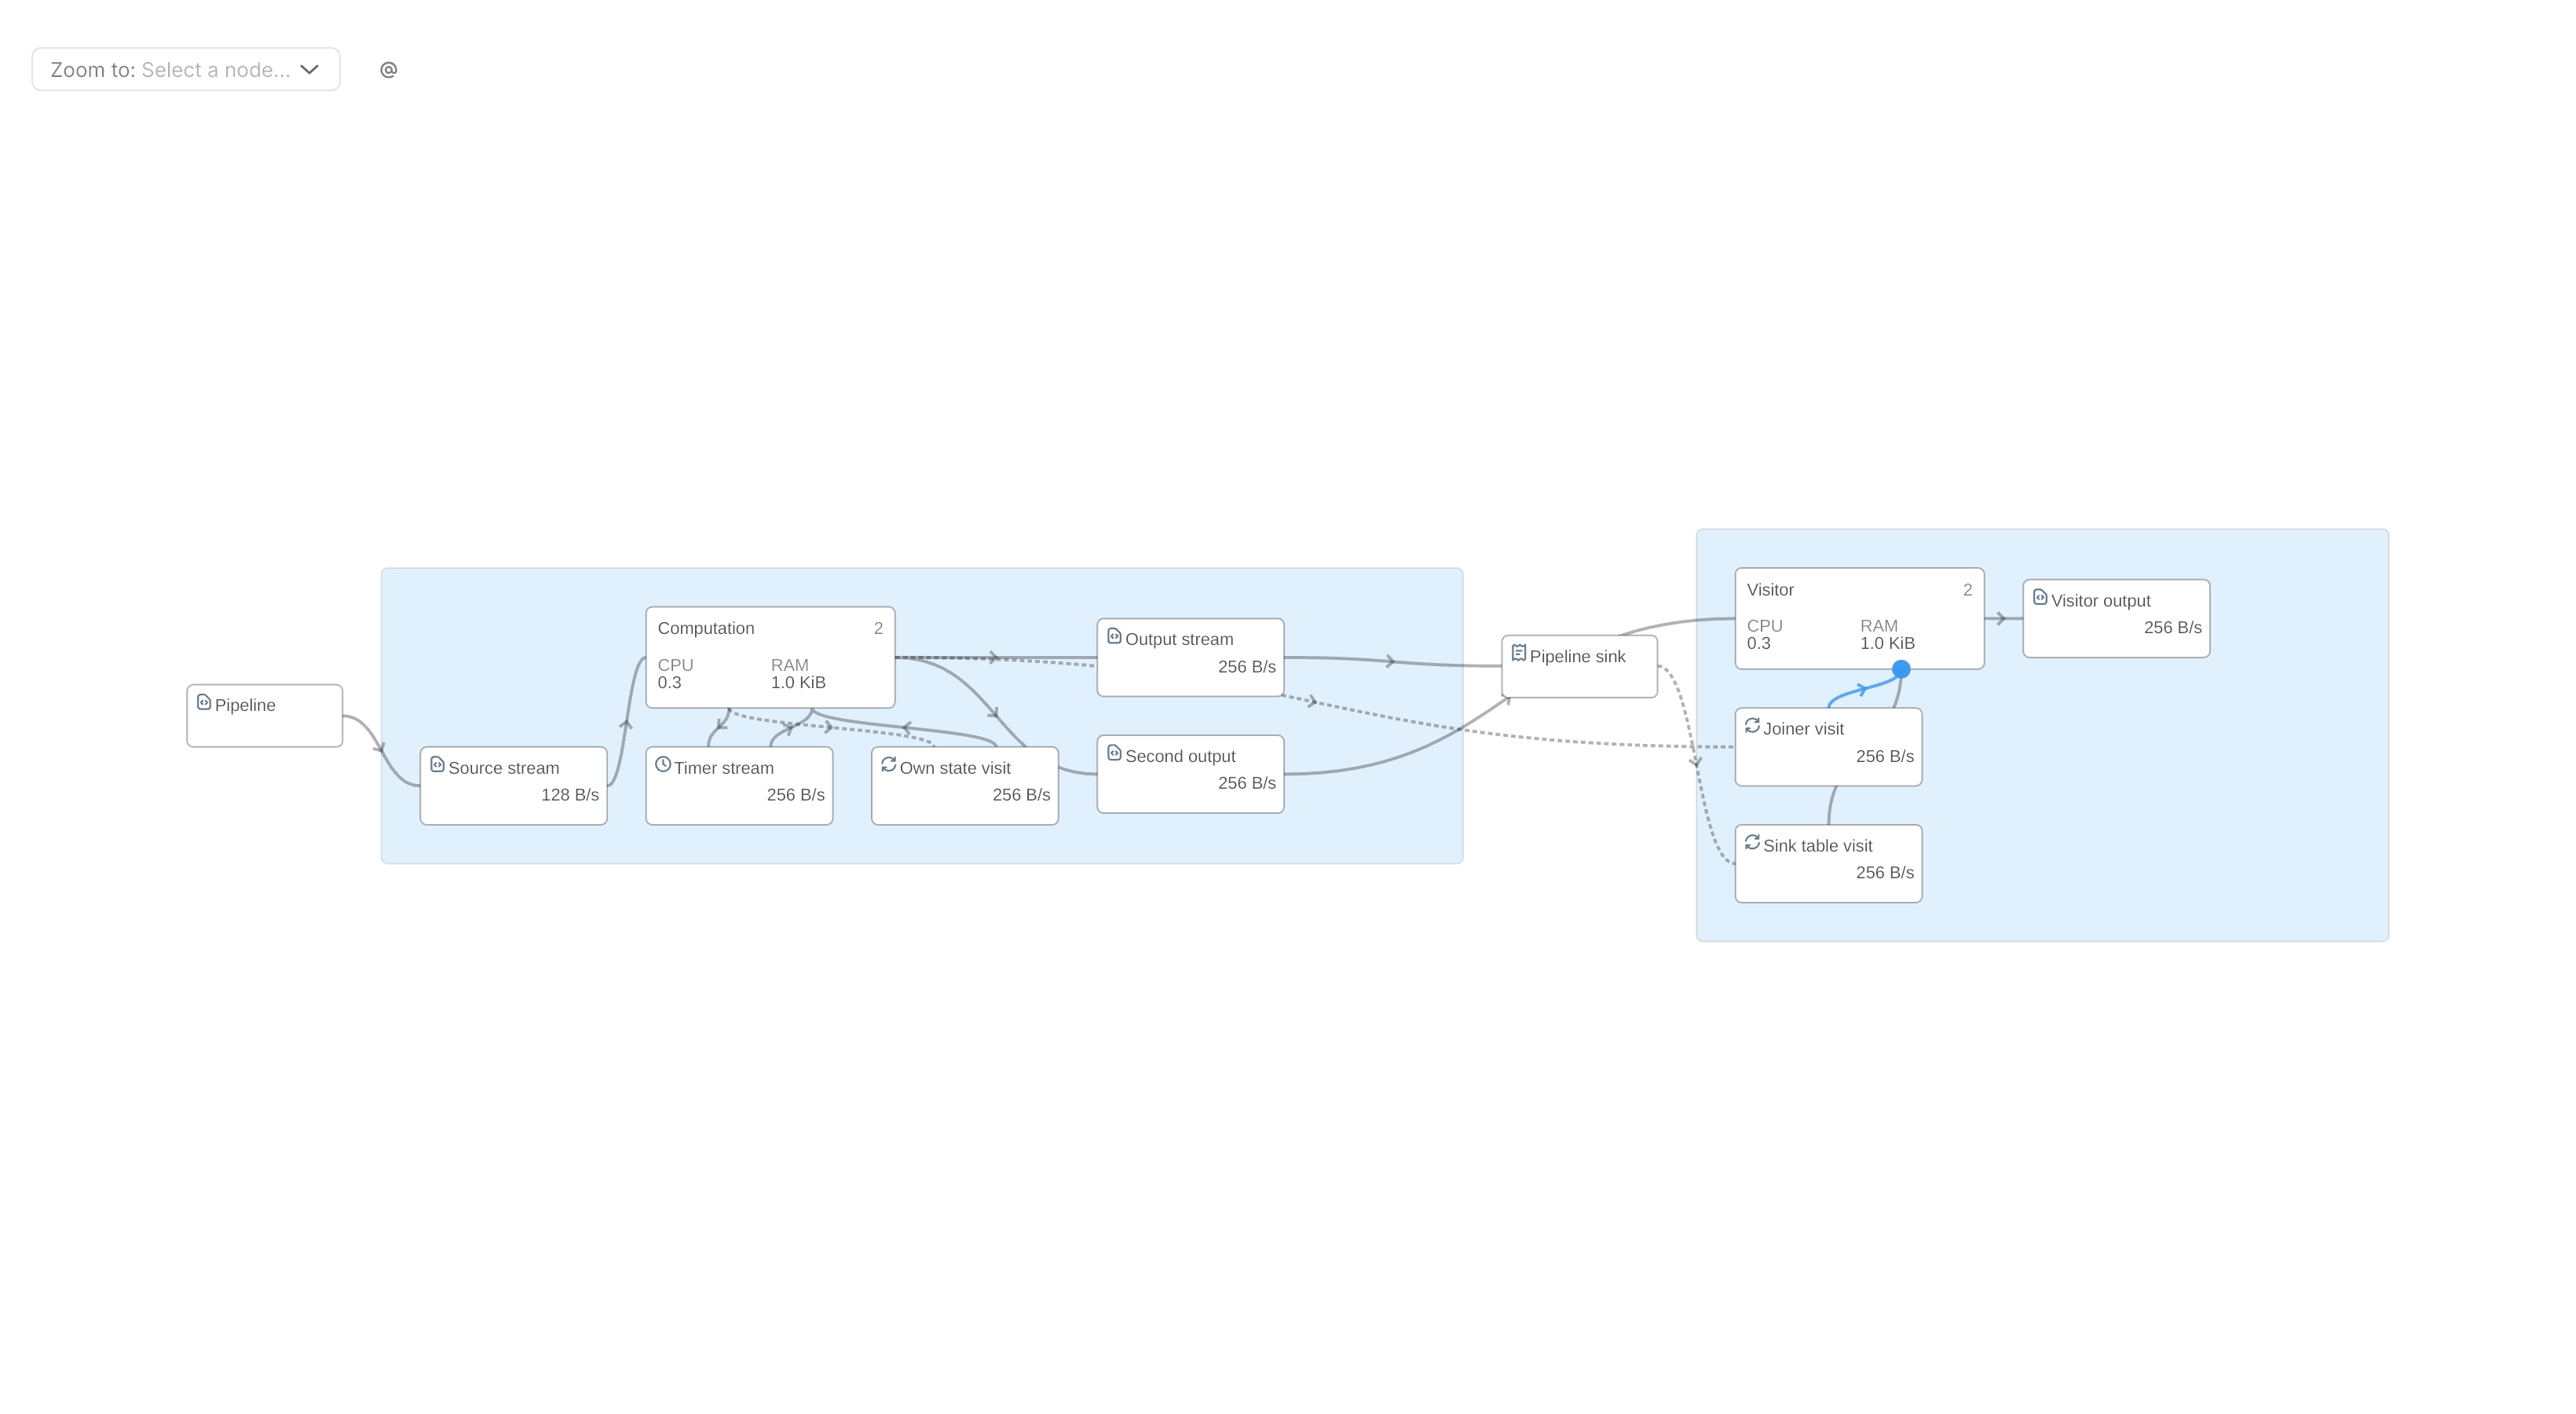 Zoom to: Select a node... @
Pipeline
Source stream
128 B/s
Computation 2
CPU RAM
0.3 1.0 KiB
Timer stream
256 B/s
Own state visit
256 B/s
Output stream
256 B/s
Second output
256 B/s
Pipeline sink
Visitor 2
CPU RAM
0.3 1.0 KiB
Joiner visit
256 B/s
Sink table visit
256 B/s
Visitor output
256 B/s